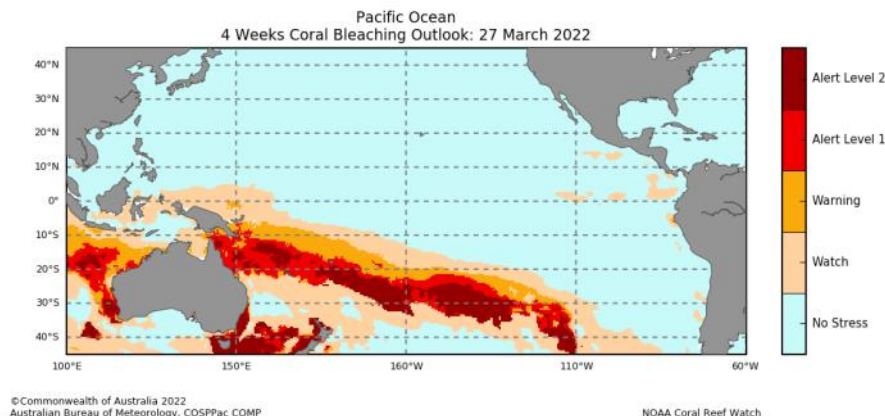 Pacific Ocean
4 Weeks Coral Bleaching Outlook: 27 March 2022
40°N
30°N
20°N
10°N
0°
10°S
20°S
30°S
40°S
100°E
150°E
160°W
110°W
60°W
Alert Level 2
Alert Level 1
Warning
Watch
No Stress
©Commonwealth of Australia 2022
Australian Bureau of Meteorology, COSPPac COMP
NOAA Coral Reef Watch